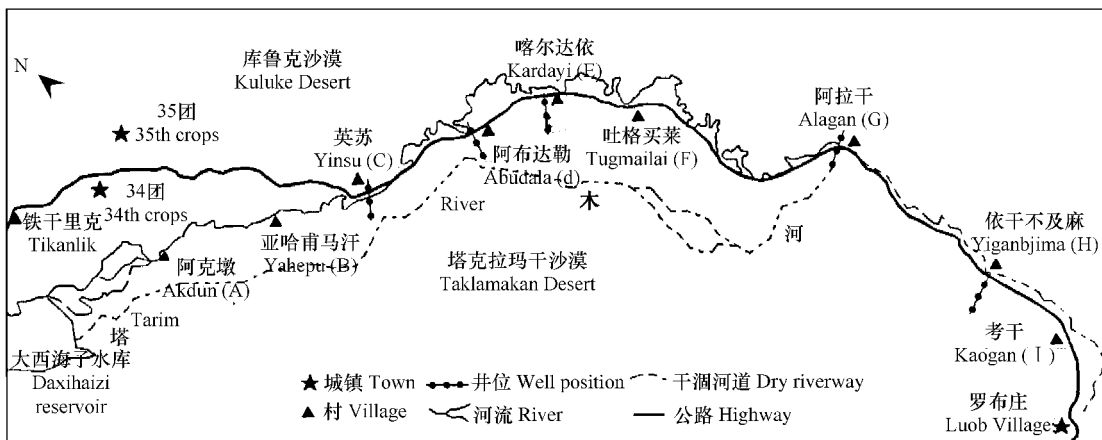 库鲁克沙漠
Kuluke Desert
喀尔达依
Kardayi (E)
N
35团
35th crops
阿拉干
Alagan (G)
英苏
Yinsu (C)
吐格买莱
Tugmailai (F)
阿布达勒
Abudala (d)
34团
34th crops
铁干里克
Tikanlik
River
木
河
亚哈甫马汗
Yahepu (B)
依干不及麻
Yiganbjima (H)
塔克拉玛干沙漠
Taklamakan Desert
阿克墩
Akdun (A)
Tarim
塔
考干
Kaogan (I)
大西海子水库
Daxihaizi
reservoir
城镇 Town
井位 Well position
干涸河道 Dry riverway
村 Village
河流 River
公路 Highway
罗布庄
Luob Village